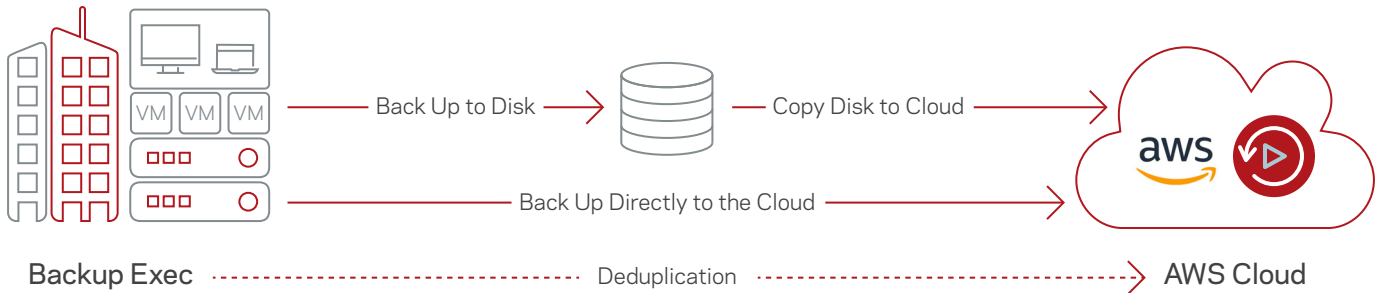 VM VM VM
Back Up to Disk
Copy Disk to Cloud
aws
Back Up Directly to the Cloud
Backup Exec
Deduplication
AWS Cloud